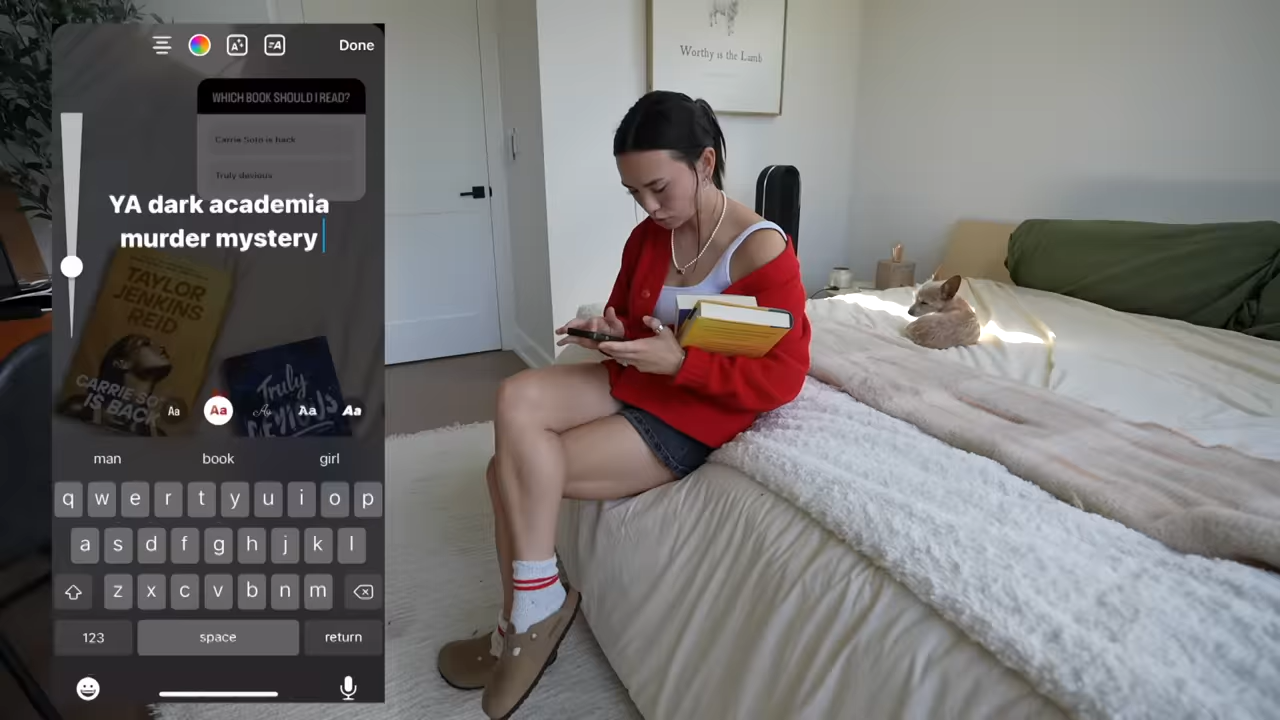 Done
WHICH BOOK SHOULD I READ?
Carrie Soto is back
Truly devious
YA dark academia
murder mystery
TAYLOR
JENKINS
REID
CARRIE SOTO
IS BACK
Truly
DEVIOUS
Aa Aa Aa Aa Aa
man book girl
q w e r t y u i o p
a s d f g h j k l
z x c v b n m
123 space return
Worthy is the Lamb